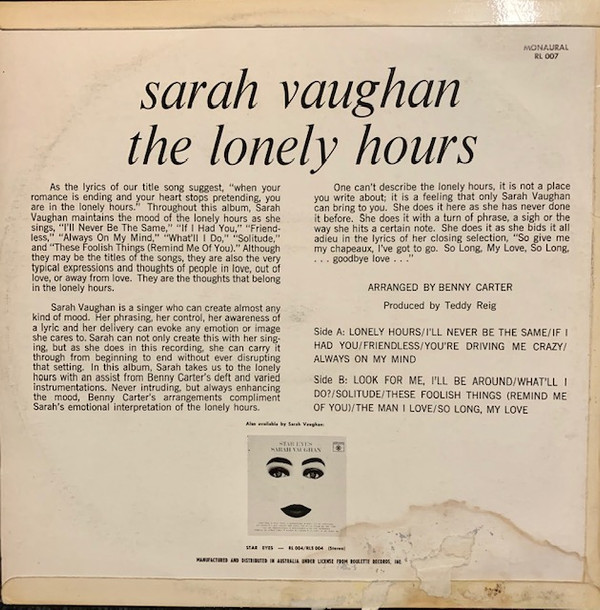 MONAURAL
RL 007
sarah vaughan
the lonely hours
As the lyrics of our title song suggest, “when your
romance is ending and your heart stops pretending, you
are in the lonely hours.” Throughout this album, Sarah
Vaughan maintains the mood of the lonely hours as she
sings, “I'll Never Be The Same,” “If I Had You,” “Friend-
less,” “Always On My Mind,” “What'll I Do,” “Solitude,”
and “These Foolish Things (Remind Me Of You).” Although
they may be the titles of the songs, they are also the very
typical expressions and thoughts of people in love, out of
love, or away from love. They are the thoughts that belong
in the lonely hours.
Sarah Vaughan is a singer who can create almost any
kind of mood. Her phrasing, her control, her awareness of
a lyric and her delivery can evoke any emotion or image
she cares to. Sarah can not only create this with her sing-
ing, but as she does in this recording, she can carry it
through from beginning to end without ever disrupting
that setting. In this album, Sarah takes us to the lonely
hours with an assist from Benny Carter's deft and varied
instrumentations. Never intruding, but always enhancing
the mood, Benny Carter's arrangements compliment
Sarah's emotional interpretation of the lonely hours.
One can't describe the lonely hours, it is not a place
you write about; it is a feeling that only Sarah Vaughan
can bring to you. She does it here as she has never done
it before. She does it with a turn of phrase, a sigh or the
way she hits a certain note. She does it as she bids it all
adieu in the lyrics of her closing selection, “So give me
my chapeaux, I've got to go. So Long, My Love, So Long,
. . . goodbye love . . .”
ARRANGED BY BENNY CARTER
Produced by Teddy Reig
Side A: LONELY HOURS/I'LL NEVER BE THE SAME/IF I
HAD YOU/FRIENDLESS/YOU'RE DRIVING ME CRAZY/
ALWAYS ON MY MIND
Side B: LOOK FOR ME, I'LL BE AROUND/WHAT'LL I
DO?/SOLITUDE/THESE FOOLISH THINGS (REMIND ME
OF YOU)/THE MAN I LOVE/SO LONG, MY LOVE
Also available by Sarah Vaughan:
STAR EYES
SARAH VAUGHAN
STAR EYES — RL 004/RLS 004 (Stereo)
MANUFACTURED AND DISTRIBUTED IN AUSTRALIA UNDER LICENSE FROM ROULETTE RECORDS, INC.